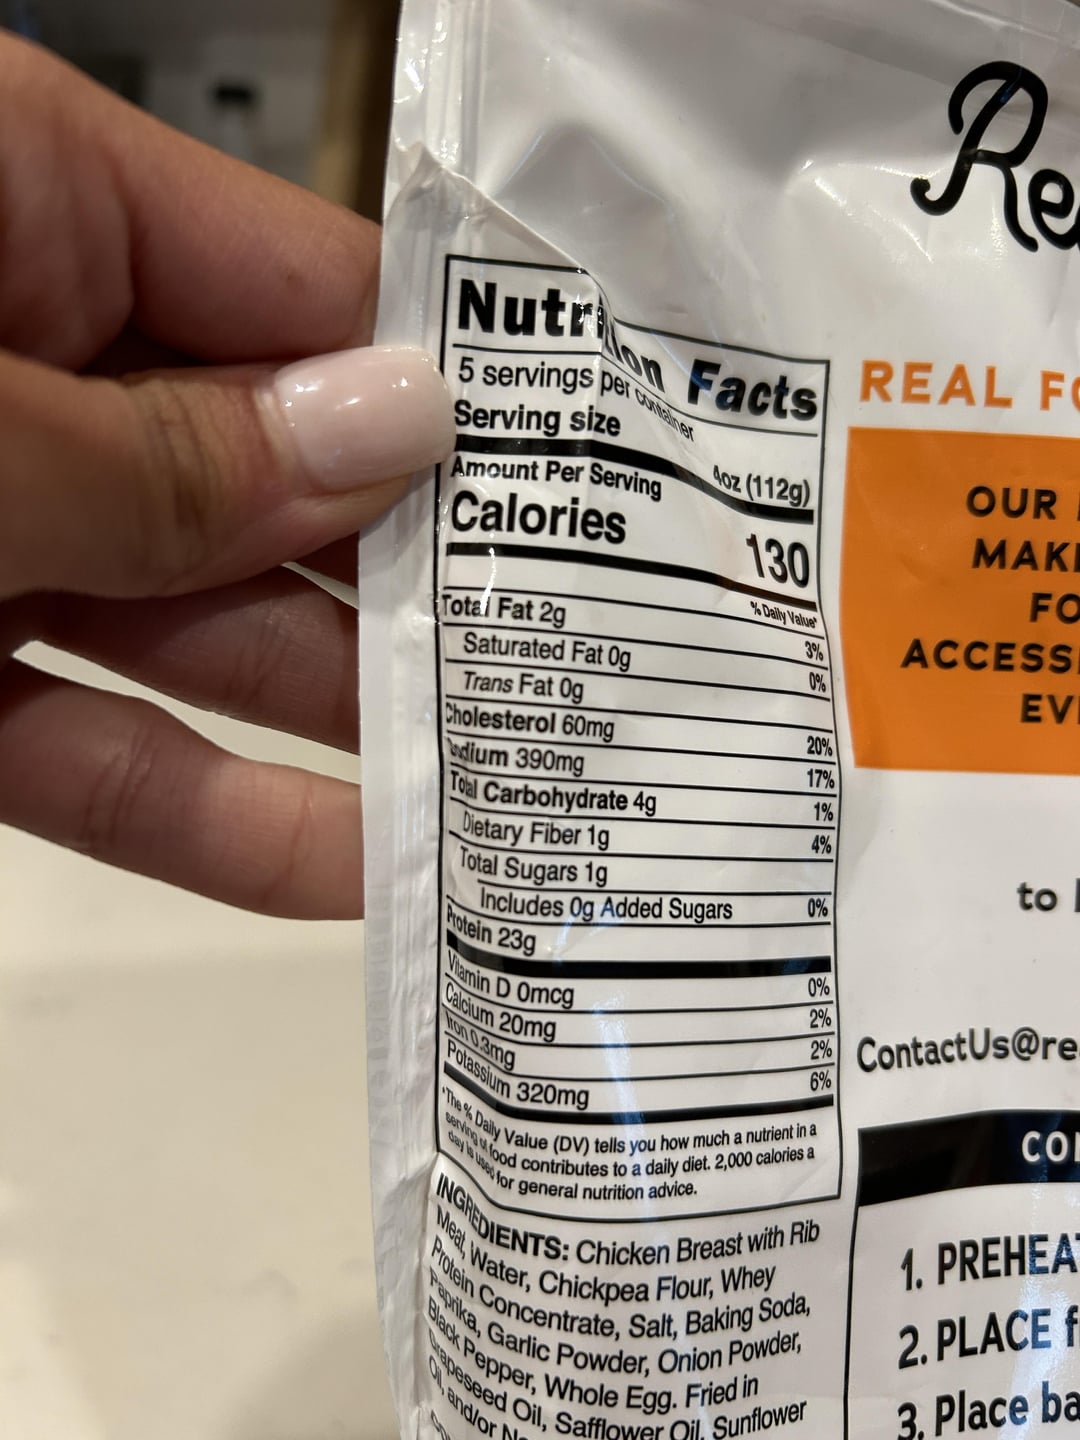 Re
Nutrition Facts
5 servings per container
Serving size 4oz (112g)
Amount Per Serving
Calories 130
% Daily Value*
Total Fat 2g 3%
Saturated Fat 0g 0%
Trans Fat 0g
Cholesterol 60mg 20%
Sodium 390mg 17%
Total Carbohydrate 4g 1%
Dietary Fiber 1g 4%
Total Sugars 1g
Includes 0g Added Sugars 0%
Protein 23g
Vitamin D 0mcg 0%
Calcium 20mg 2%
Iron 0.3mg 2%
Potassium 320mg 6%
*The % Daily Value (DV) tells you how much a nutrient in a
serving of food contributes to a daily diet. 2,000 calories a
day is used for general nutrition advice.
INGREDIENTS: Chicken Breast with Rib
Meat, Water, Chickpea Flour, Whey
Protein Concentrate, Salt, Baking Soda,
Paprika, Garlic Powder, Onion Powder,
Black Pepper, Whole Egg. Fried in
Grapeseed Oil, Safflower Oil, Sunflower
Oil, and/or
REAL FO
OUR
MAK
FO
ACCESS
EV
to
ContactUs@re
CO
1. PREHEA
2. PLACE f
3. Place ba